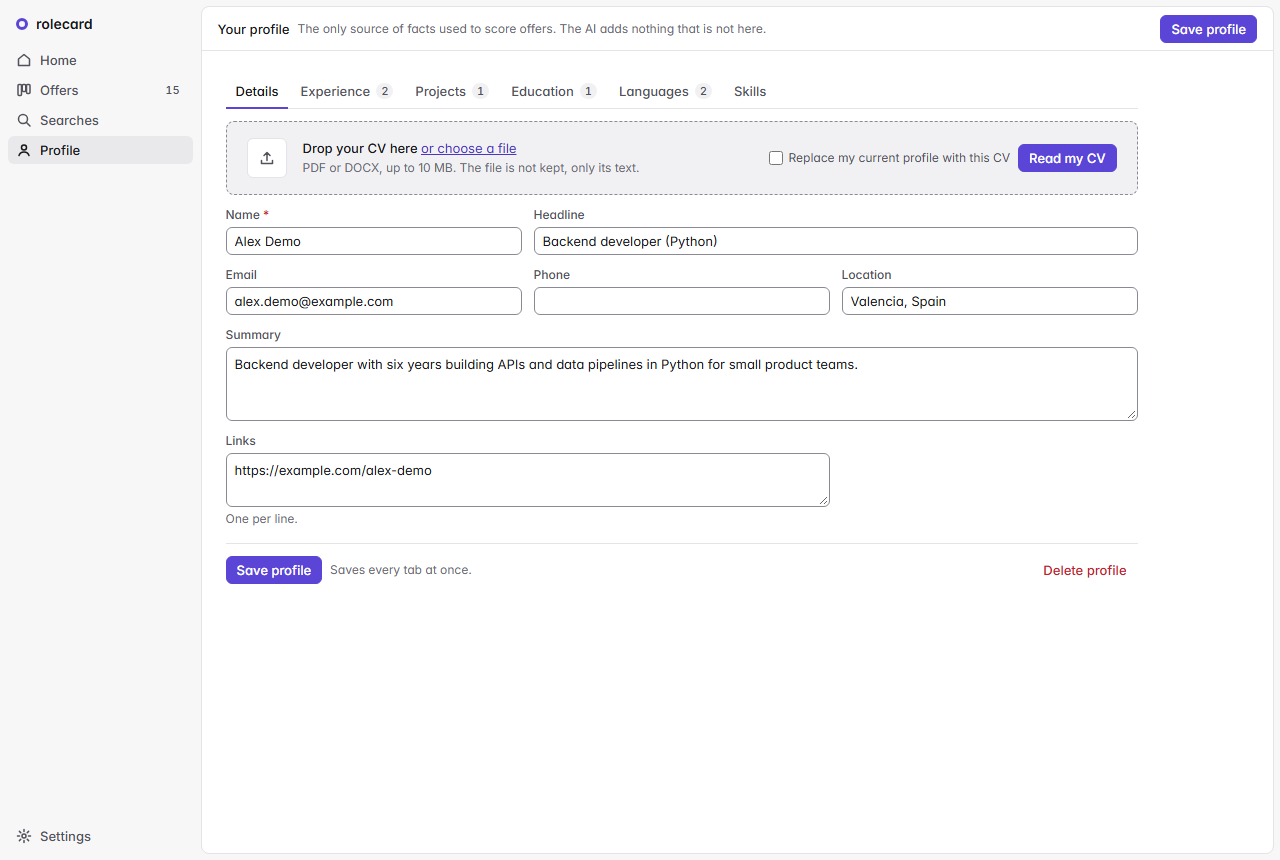 rolecard
Home
Offers 15
Searches
Profile
Settings
Your profile The only source of facts used to score offers. The AI adds nothing that is not here. Save profile
Details Experience 2 Projects 1 Education 1 Languages 2 Skills
Drop your CV here or choose a file
PDF or DOCX, up to 10 MB. The file is not kept, only its text.
Replace my current profile with this CV Read my CV
Name * Headline
Alex Demo Backend developer (Python)
Email Phone Location
alex.demo@example.com Valencia, Spain
Summary
Backend developer with six years building APIs and data pipelines in Python for small product teams.
Links
https://example.com/alex-demo
One per line.
Save profile Saves every tab at once. Delete profile